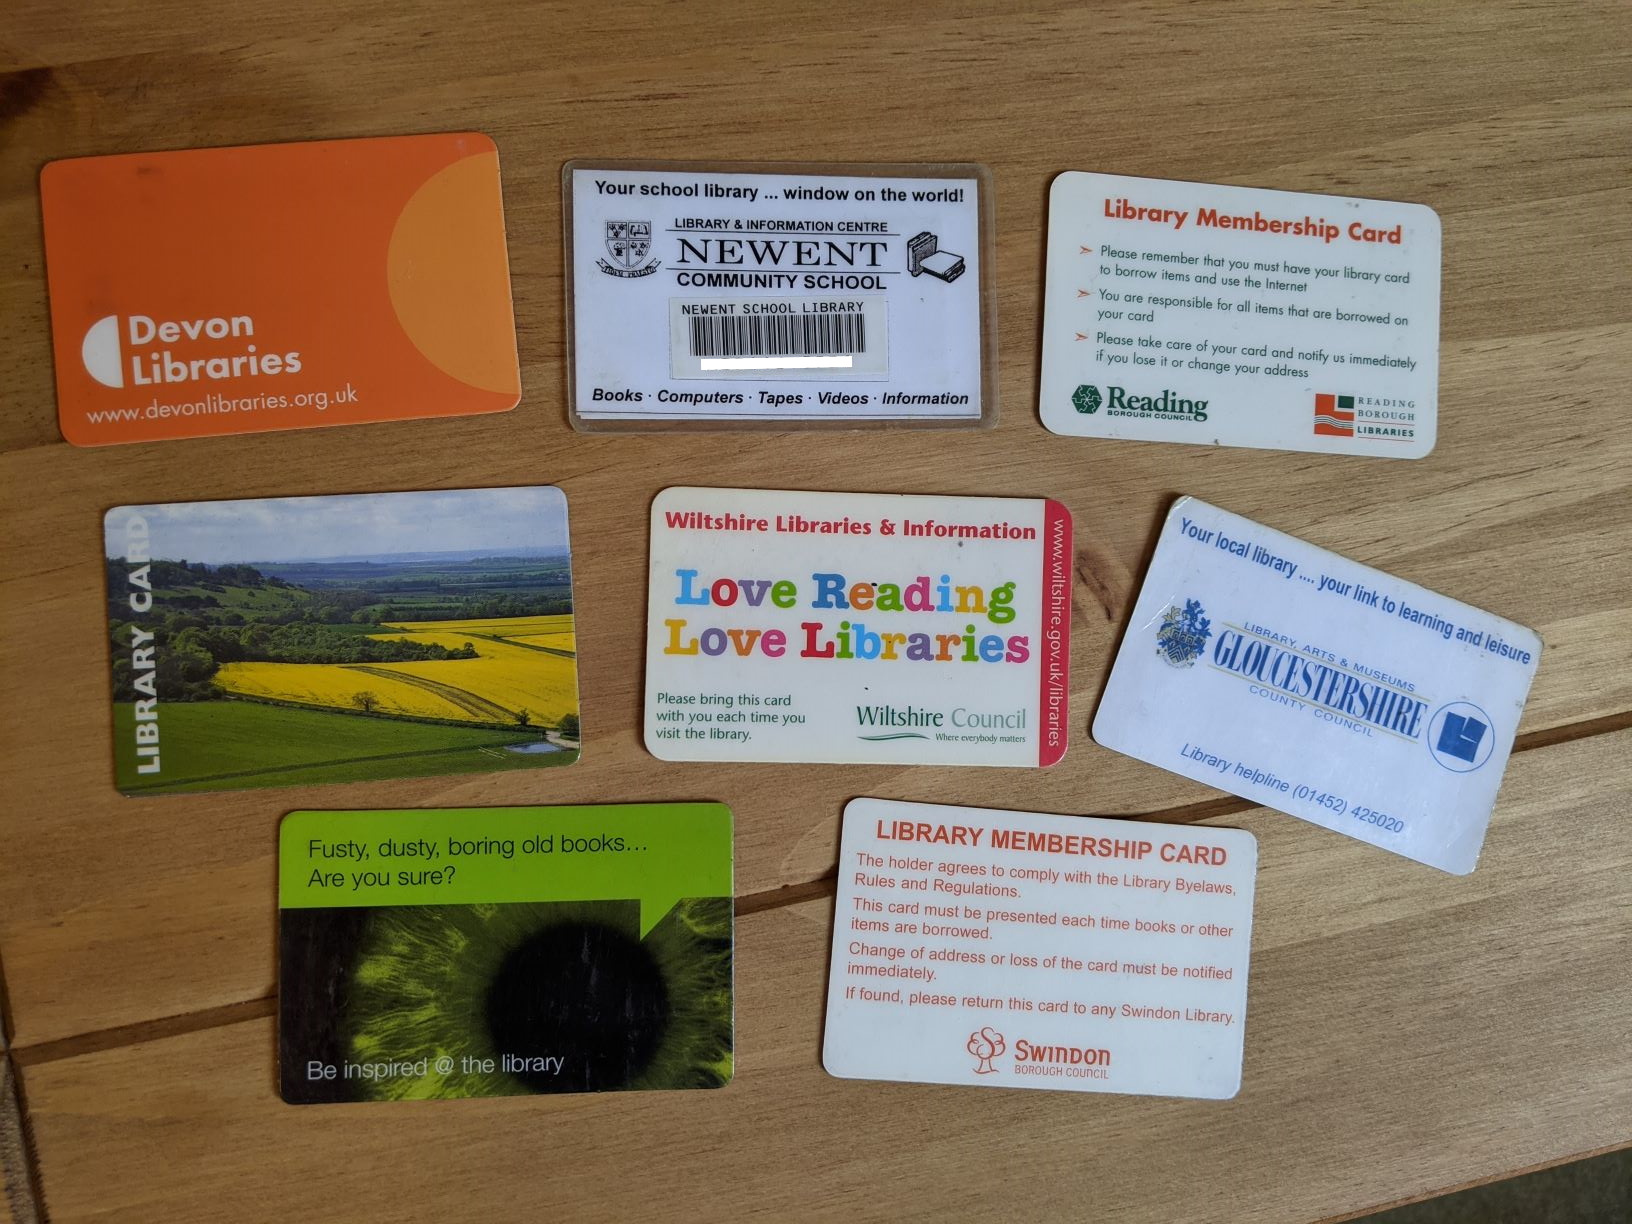 Devon
Libraries
www.devonlibraries.org.uk
Your school library ... window on the world!
LIBRARY & INFORMATION CENTRE
NEWENT
COMMUNITY SCHOOL
NEWENT SCHOOL LIBRARY
Books · Computers · Tapes · Videos · Information
Library Membership Card
Please remember that you must have your library card
to borrow items and use the Internet
You are responsible for all items that are borrowed on
your card
Please take care of your card and notify us immediately
if you lose it or change your address
Reading
BOROUGH COUNCIL
READING
BOROUGH
LIBRARIES
LIBRARY CARD
Wiltshire Libraries & Information
Love Reading
Love Libraries
Please bring this card
with you each time you
visit the library.
Wiltshire Council
Where everybody matters
www.wiltshire.gov.uk/libraries
Your local library .... your link to learning and leisure
LIBRARY, ARTS & MUSEUMS
GLOUCESTERSHIRE
COUNTY COUNCIL
Library helpline (01452) 425020
Fusty, dusty, boring old books...
Are you sure?
Be inspired @ the library
LIBRARY MEMBERSHIP CARD
The holder agrees to comply with the Library Byelaws,
Rules and Regulations.
This card must be presented each time books or other
items are borrowed.
Change of address or loss of the card must be notified
immediately.
If found, please return this card to any Swindon Library.
Swindon
BOROUGH COUNCIL